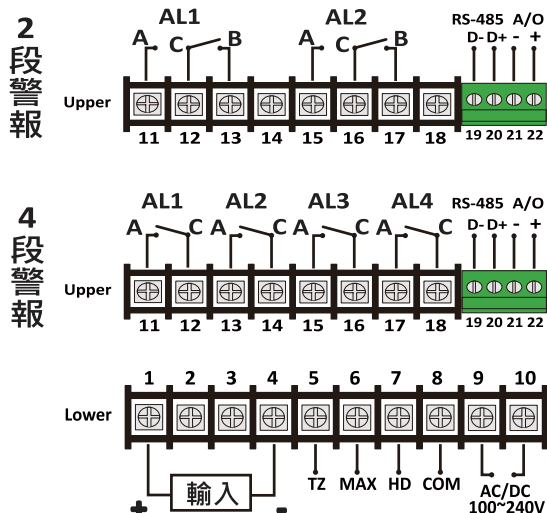 2段警報
AL1 AL2
RS-485 A/O
A C B A C B
D- D+ - +
Upper
11 12 13 14 15 16 17 18 19 20 21 22
4段警報
AL1 AL2 AL3 AL4
RS-485 A/O
A C A C A C A C
D- D+ - +
Upper
11 12 13 14 15 16 17 18 19 20 21 22
1 2 3 4 5 6 7 8 9 10
Lower
+ 輸入 -
TZ MAX HD COM
AC/DC
100~240V